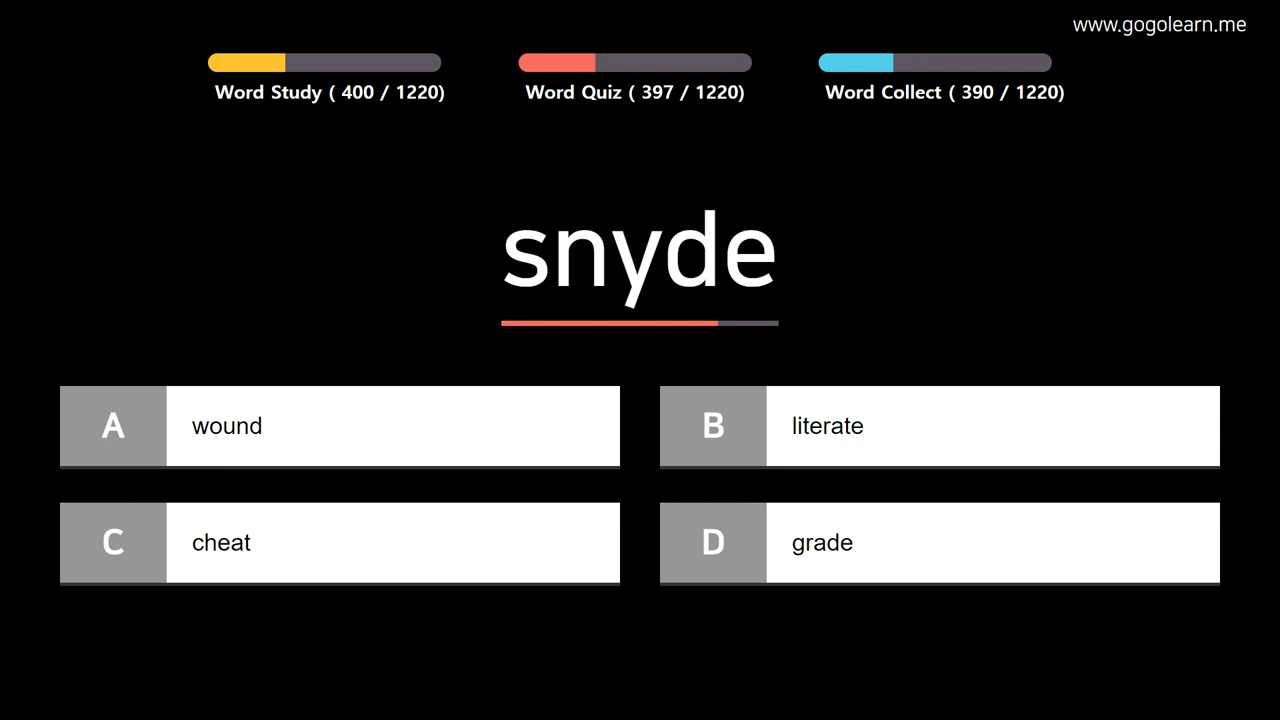 www.gogolearn.me
Word Study ( 400 / 1220)
Word Quiz ( 397 / 1220)
Word Collect ( 390 / 1220)
snyde
A wound
B literate
C cheat
D grade